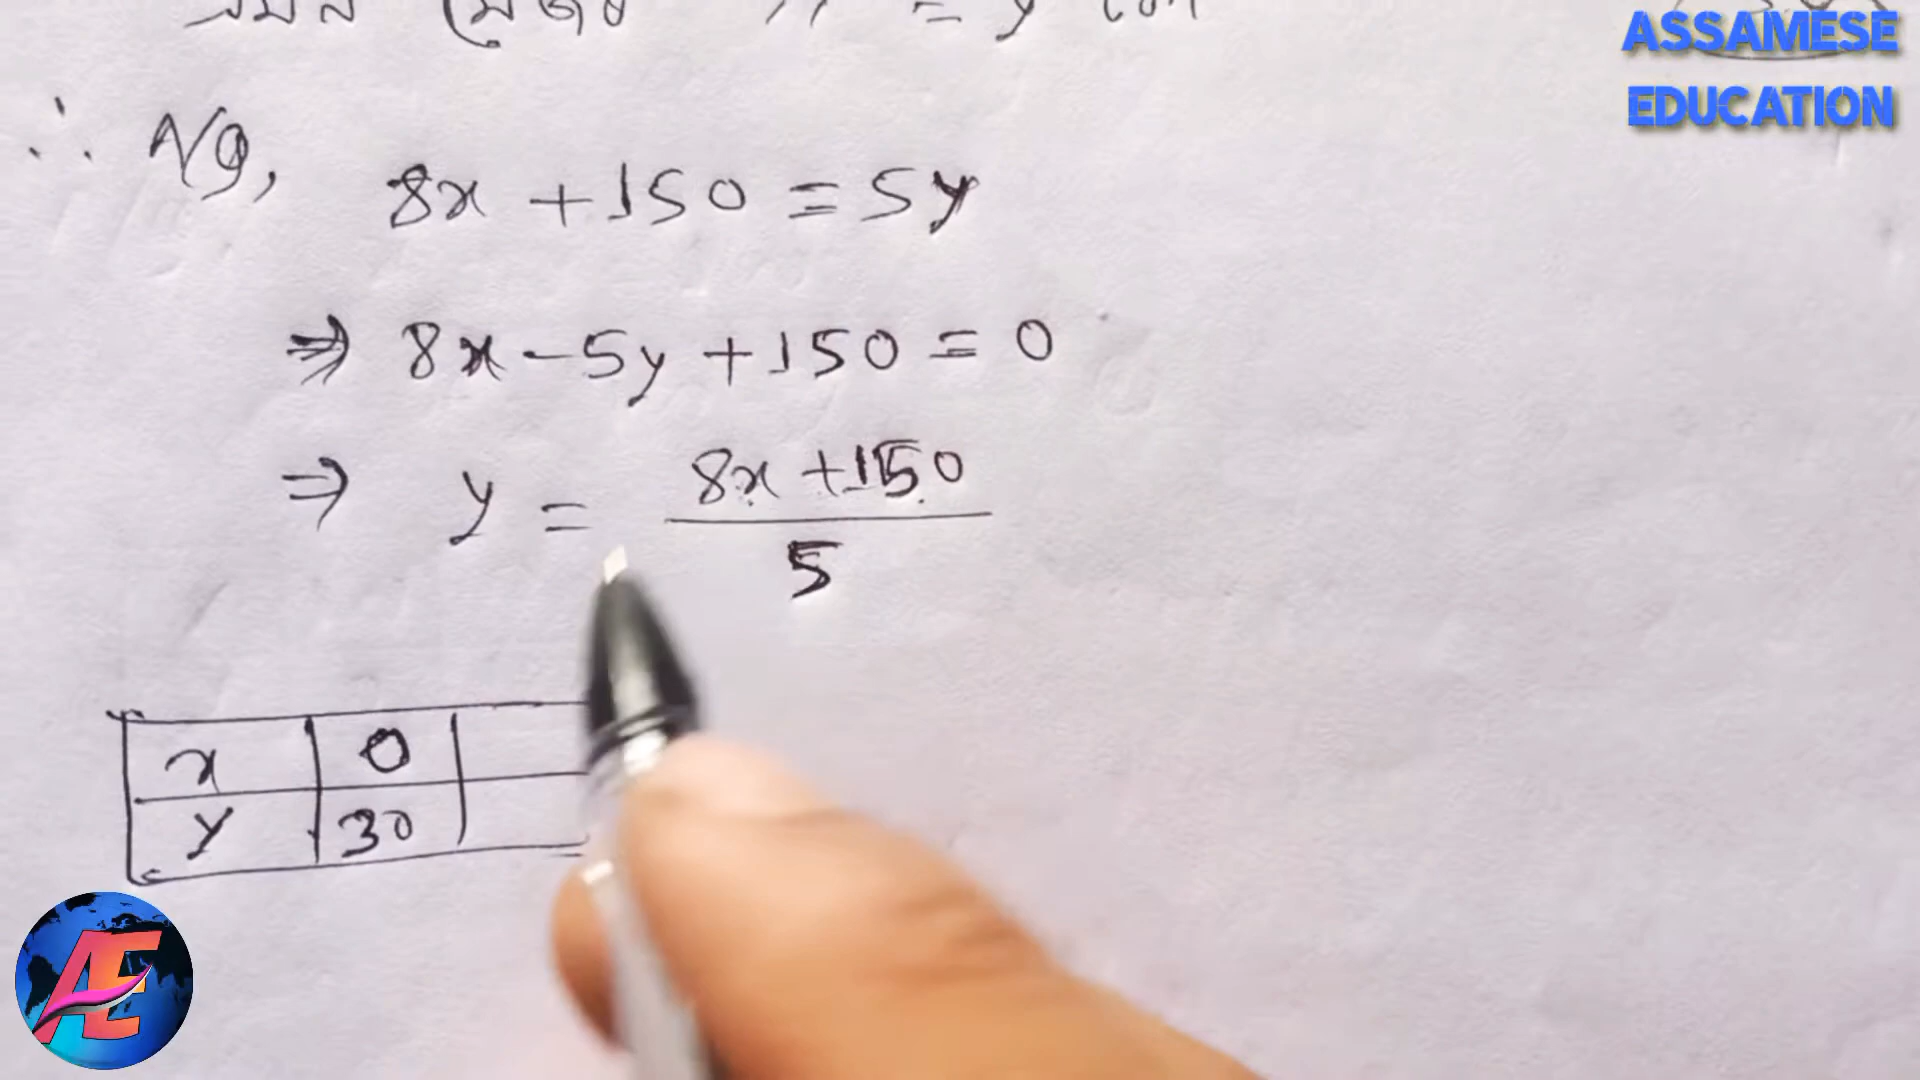 = y
ASSAMESE
EDUCATION
∴ 8x + 150 = 5y
⇒ 8x - 5y + 150 = 0
⇒ y = (8x + 150)/5
x 0
y 30
Æ